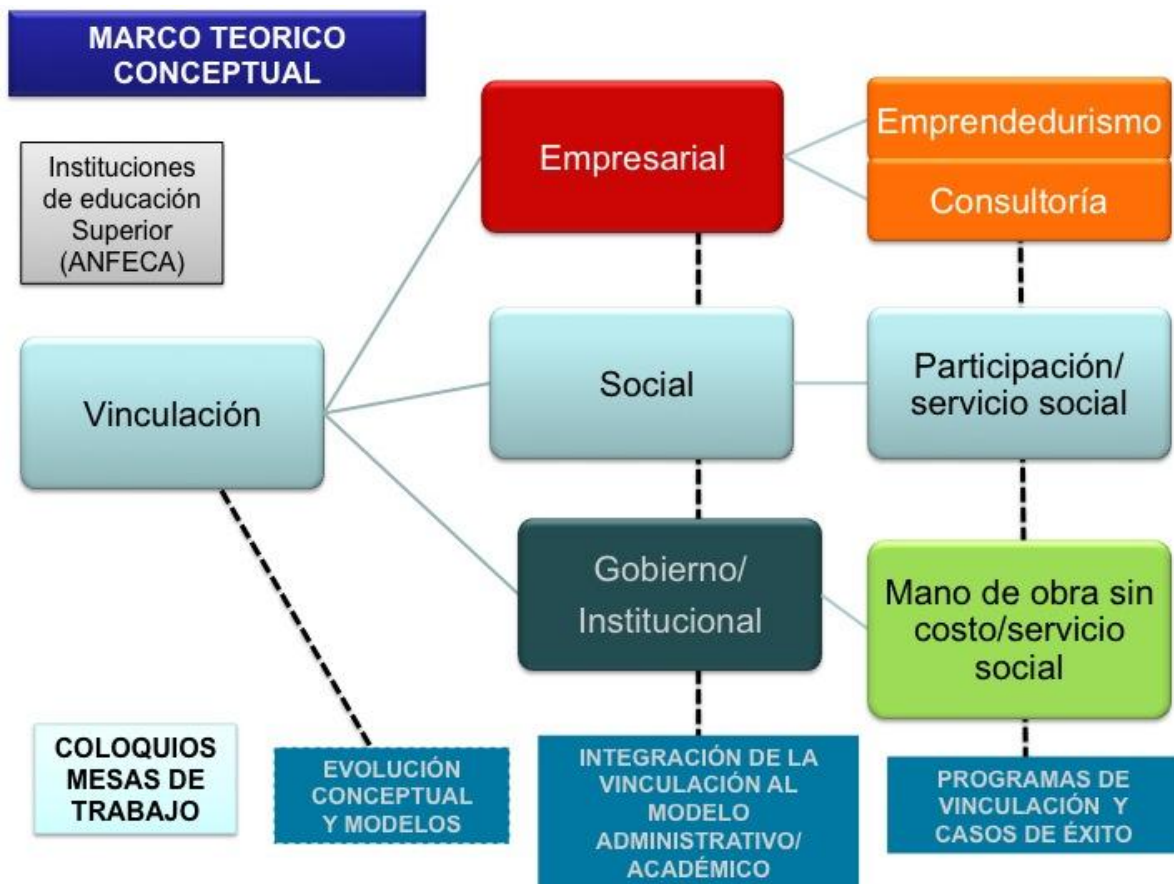 MARCO TEORICO
CONCEPTUAL
Instituciones
de educación
Superior
(ANFECA)
Vinculación
Empresarial
Emprendedurismo
Consultoría
Social
Participación/
servicio social
Gobierno/
Institucional
Mano de obra sin
costo/servicio
social
COLOQUIOS
MESAS DE
TRABAJO
EVOLUCIÓN
CONCEPTUAL
Y MODELOS
INTEGRACIÓN DE LA
VINCULACIÓN AL
MODELO
ADMINISTRATIVO/
ACADÉMICO
PROGRAMAS DE
VINCULACIÓN Y
CASOS DE ÉXITO